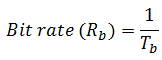 Bit rate (R_b) = 1/T_b